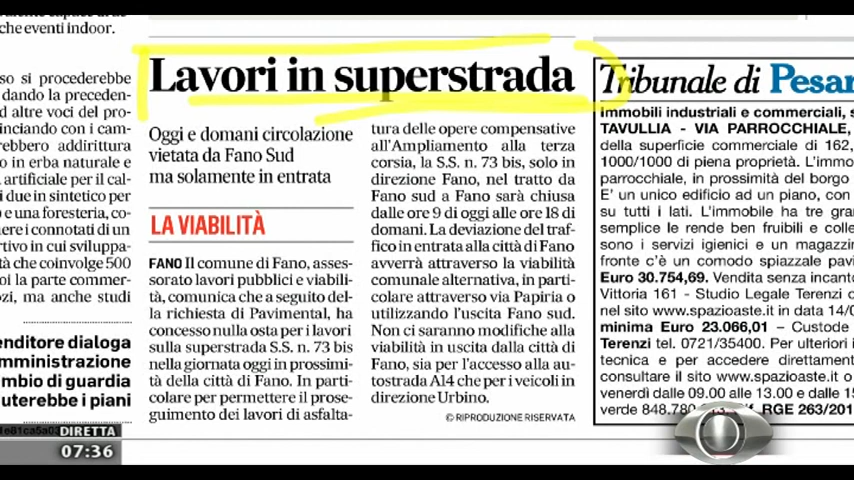 che eventi indoor.
so si procederebbe
dando la preceden-
d altre voci del pro-
inciando con i cam-
rebbero addirittura
o in erba naturale e
artificiale per il cal-
i due in sintetico per
e una foresteria, co-
nere i connotati di un
rtivo in cui sviluppa-
tà che coinvolge 500
oi la parte commer-
ozi, ma anche studi
enditore dialoga
mministrazione
mbio di guardia
uterebbe i piani
Lavori in superstrada
Oggi e domani circolazione
vietata da Fano Sud
ma solamente in entrata
LA VIABILITÀ
FANO Il comune di Fano, asses-
sorato lavori pubblici e viabili-
tà, comunica che a seguito del-
la richiesta di Pavimental, ha
concesso nulla osta per i lavori
sulla superstrada S.S. n. 73 bis
nella giornata oggi in prossimi-
tà della città di Fano. In parti-
colare per permettere il prose-
guimento dei lavori di asfalta-
tura delle opere compensative
all'Ampliamento alla terza
corsia, la S.S. n. 73 bis, solo in
direzione Fano, nel tratto da
Fano sud a Fano sarà chiusa
dalle ore 9 di oggi alle ore 18 di
domani. La deviazione del traf-
fico in entrata alla città di Fano
avverrà attraverso la viabilità
comunale alternativa, in parti-
colare attraverso via Papiria o
utilizzando l'uscita Fano sud.
Non ci saranno modifiche alla
viabilità in uscita dalla città di
Fano, sia per l'accesso alla au-
tostrada A14 che per i veicoli in
direzione Urbino.
© RIPRODUZIONE RISERVATA
Tribunale di Pesar
Immobili industriali e commerciali, s
TAVULLIA - VIA PARROCCHIALE,
della superficie commerciale di 162,
1000/1000 di piena proprietà. L'immo
parrocchiale, in prossimità del borgo
E' un unico edificio ad un piano, con
su tutti i lati. L'immobile ha tre gran
semplice le rende ben fruibili e colle
sono i servizi igienici e un magazzin
fronte c'è un comodo spiazzale pavi
Euro 30.754,69. Vendita senza incant
Vittoria 161 - Studio Legale Terenzi o
nel sito www.spazioaste.it in data 14/0
minima Euro 23.066,01 - Custode
Terenzi tel. 0721/35400. Per ulteriori i
tecnica e per accedere direttament
consultare il sito www.spazioaste.it o
venerdì dalle 09.00 alle 13.00 e dalle 15
verde 848.780 RGE 263/201
DIRETTA
07:36